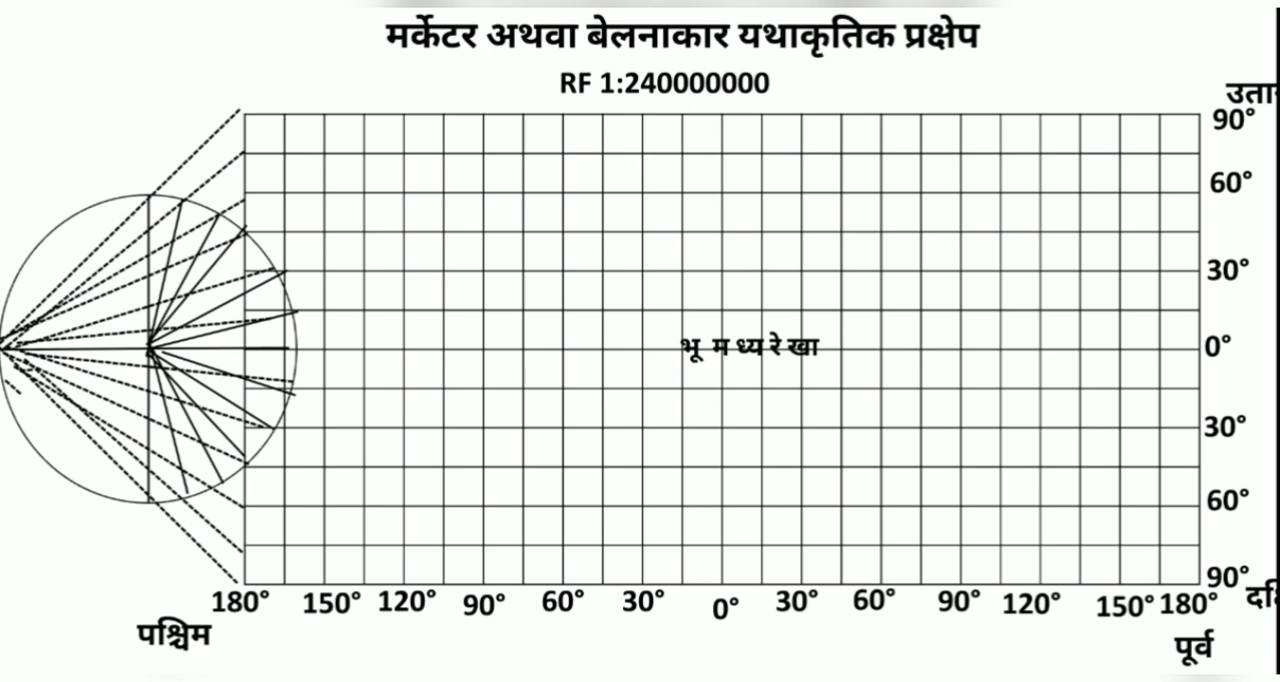 मर्केटर अथवा बेलनाकार यथाकृतिक प्रक्षेप
RF 1:240000000
90°
60°
30°
भू म ध्य रे खा
0°
30°
60°
90°
180° 150° 120° 90° 60° 30° 0° 30° 60° 90° 120° 150° 180°
पश्चिम
पूर्व